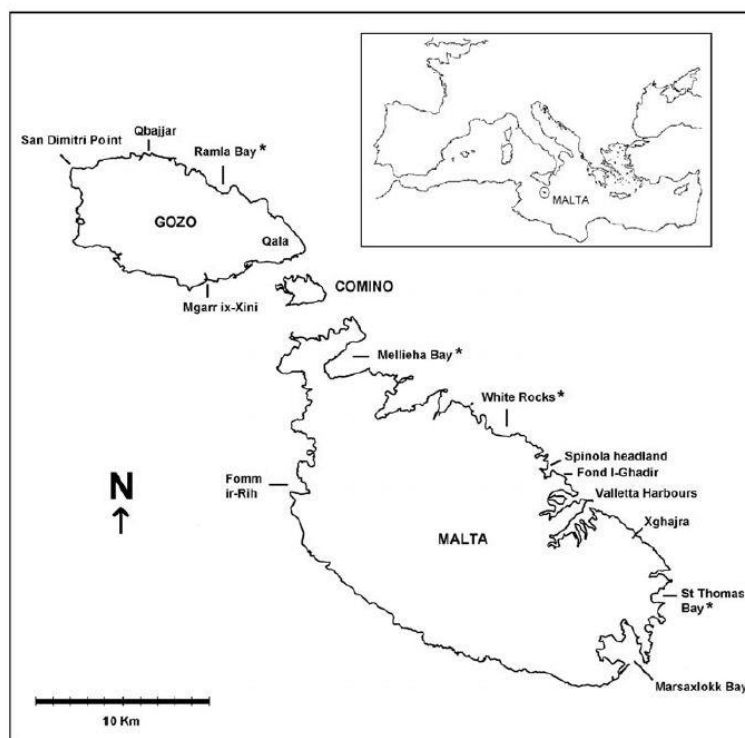 San Dimitri Point
Qbajjar
Ramla Bay*
GOZO
Qala
Mgarr ix-Xini
COMINO
MALTA
Mellieha Bay*
White Rocks*
Spinola headland
Fond l-Ghadir
Valletta Harbours
Xghajra
Fomm
ir-Rih
N
MALTA
St Thomas
Bay*
Marsaxlokk Bay
10 Km